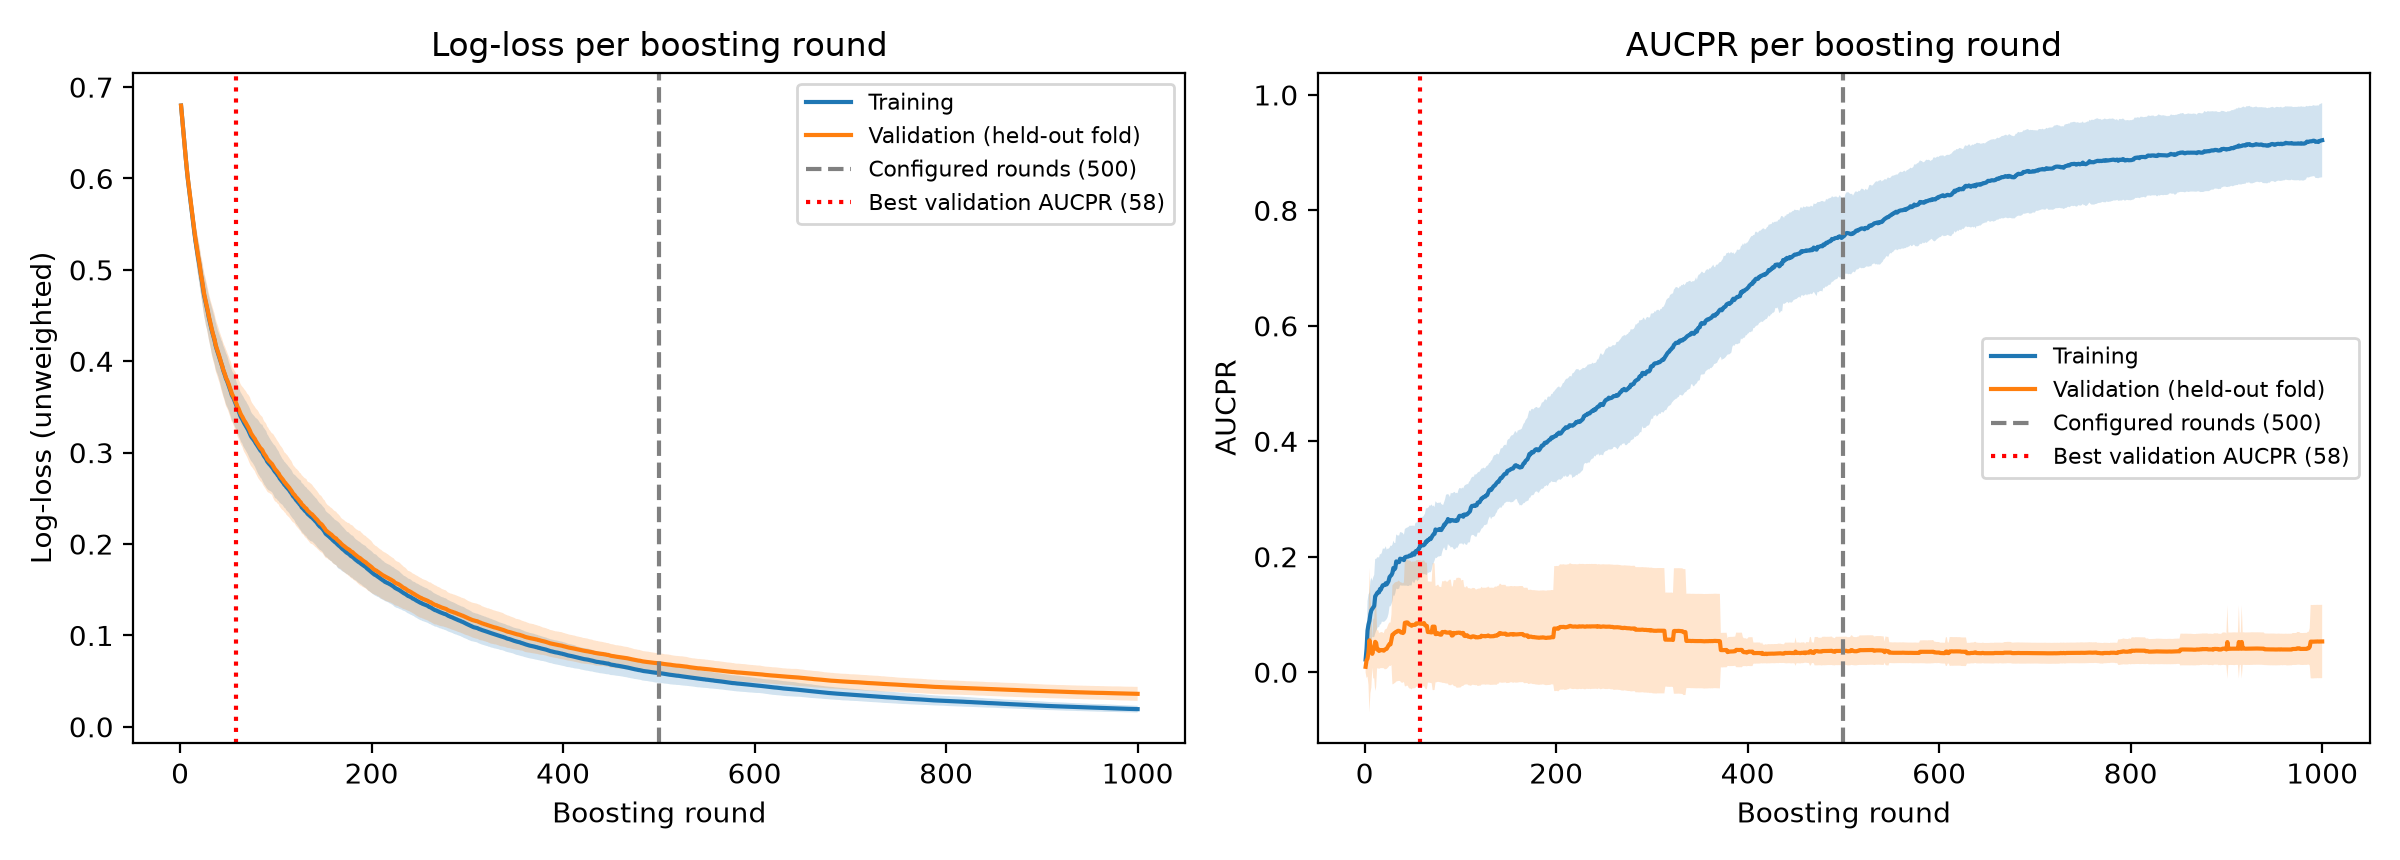 Log-loss per boosting round
0.7
0.6
0.5
0.4
0.3
0.2
0.1
0.0
Log-loss (unweighted)
0
200
400
600
800
1000
Boosting round
Training
Validation (held-out fold)
Configured rounds (500)
Best validation AUCPR (58)
AUCPR per boosting round
1.0
0.8
0.6
0.4
0.2
0.0
AUCPR
0
200
400
600
800
1000
Boosting round
Training
Validation (held-out fold)
Configured rounds (500)
Best validation AUCPR (58)